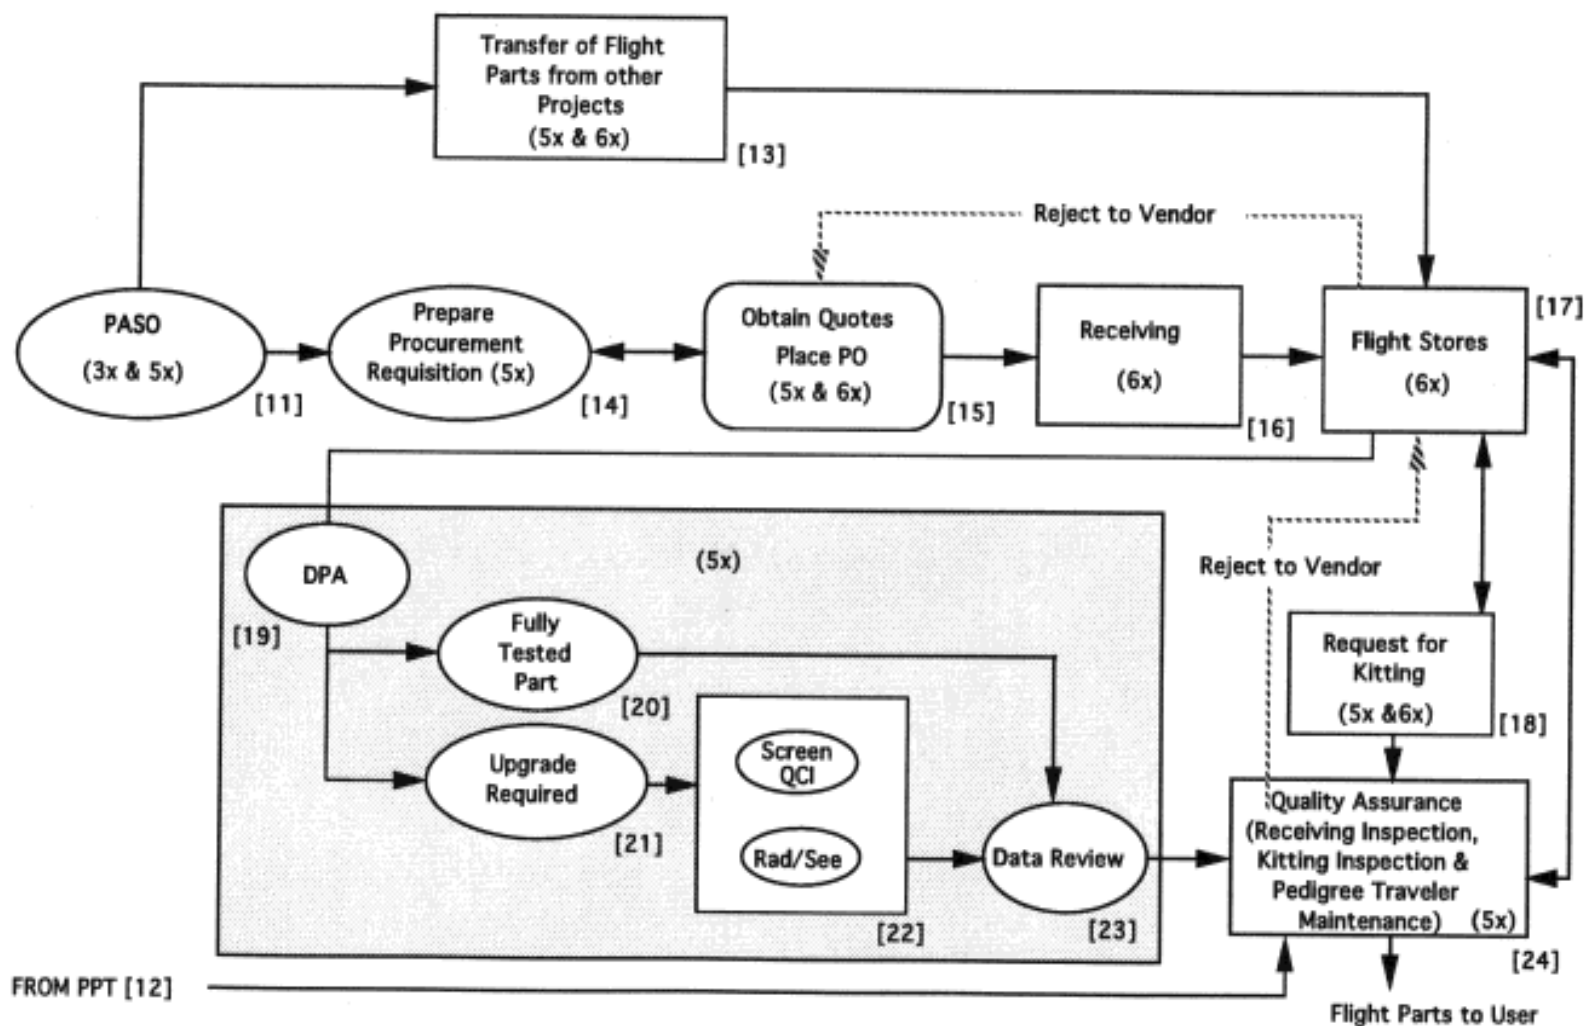 Transfer of Flight
Parts from other
Projects
(5x & 6x)
[13]
Reject to Vendor
PASO
(3x & 5x)
[11]
Prepare
Procurement
Requisition (5x)
[14]
Obtain Quotes
Place PO
(5x & 6x)
[15]
Receiving
(6x)
[16]
[17]
Flight Stores
(6x)
DPA
[19]
(5x)
Reject to Vendor
Fully
Tested
Part
[20]
Request for
Kitting
(5x &6x)
[18]
Upgrade
Required
[21]
Screen
QCI
Rad/See
[22]
Data Review
[23]
Quality Assurance
(Receiving Inspection,
Kitting Inspection &
Pedigree Traveler
Maintenance) (5x)
[24]
FROM PPT [12]
Flight Parts to User